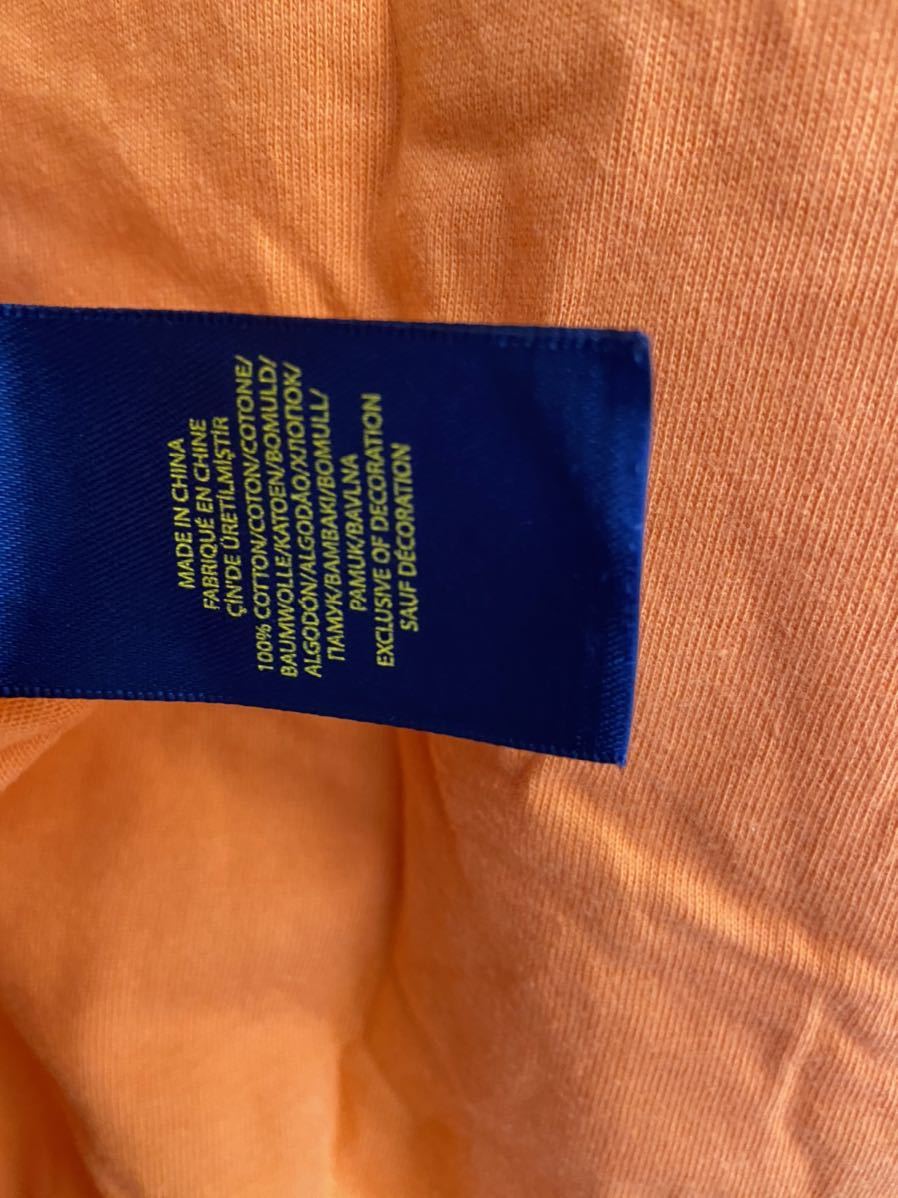 MADE IN CHINA
FABRIQUÉ EN CHINE
ÇİN'DE ÜRETİLMİŞTİR
100% COTTON/COTON/COTONE/
BAUMWOLLE/KATOEN/BOMULD/
ALGODÓN/ALGODÃO/ХЛОПОК/
ΠΑΜΥΚ/BAMBAKI/BOMULL/
PAMUK/BAVLNA
EXCLUSIVE OF DECORATION
SAUF DÉCORATION